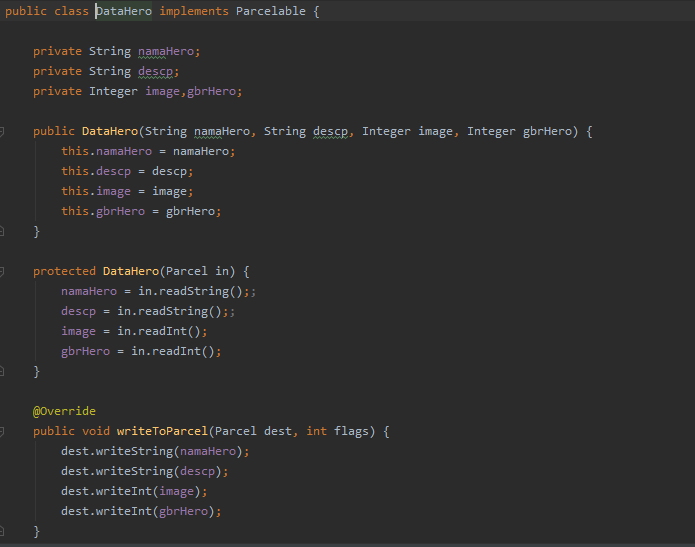 public class DataHero implements Parcelable {
private String namaHero;
private String descp;
private Integer image,gbrHero;
public DataHero(String namaHero, String descp, Integer image, Integer gbrHero) {
this.namaHero = namaHero;
this.descp = descp;
this.image = image;
this.gbrHero = gbrHero;
}
protected DataHero(Parcel in) {
namaHero = in.readString();;
descp = in.readString();;
image = in.readInt();
gbrHero = in.readInt();
}
@Override
public void writeToParcel(Parcel dest, int flags) {
dest.writeString(namaHero);
dest.writeString(descp);
dest.writeInt(image);
dest.writeInt(gbrHero);
}